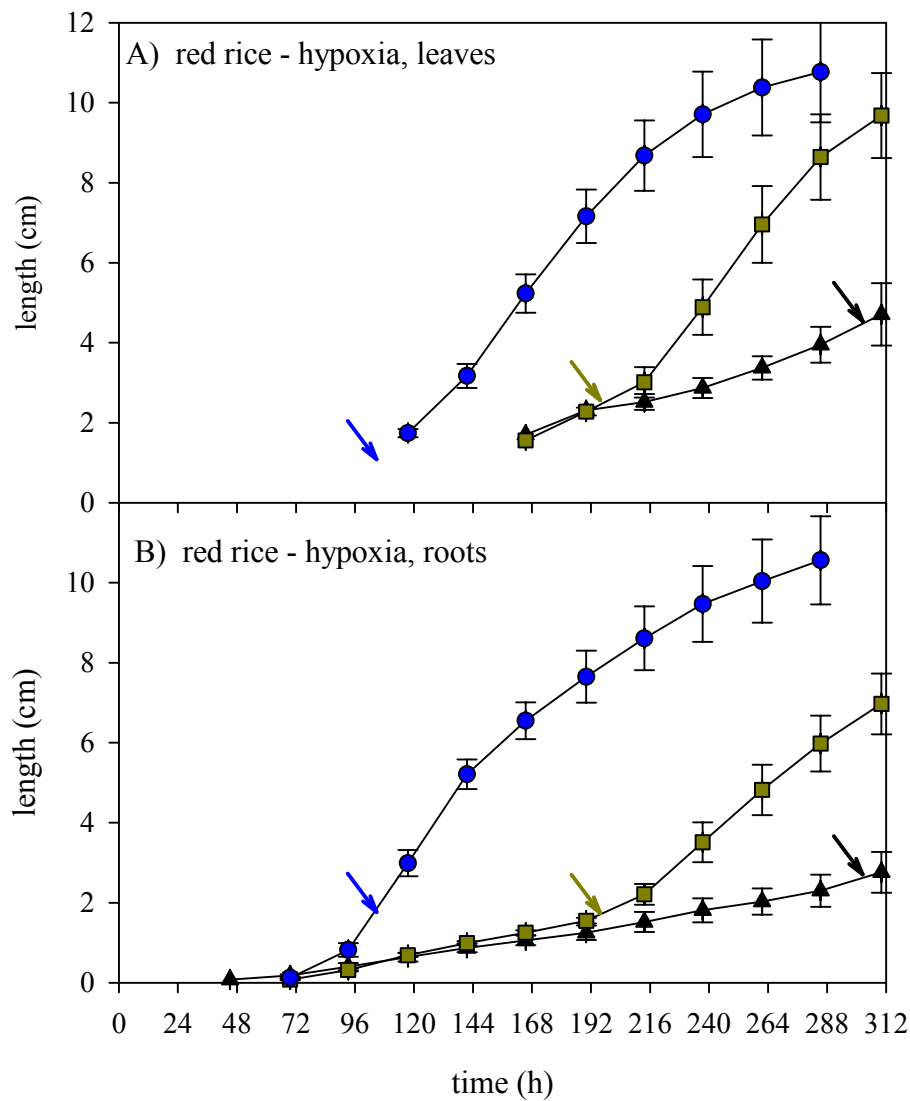 A) red rice - hypoxia, leaves
12
10
8
6
4
2
0
length (cm)
B) red rice - hypoxia, roots
10
8
6
4
2
0
length (cm)
0 24 48 72 96 120 144 168 192 216 240 264 288 312
time (h)